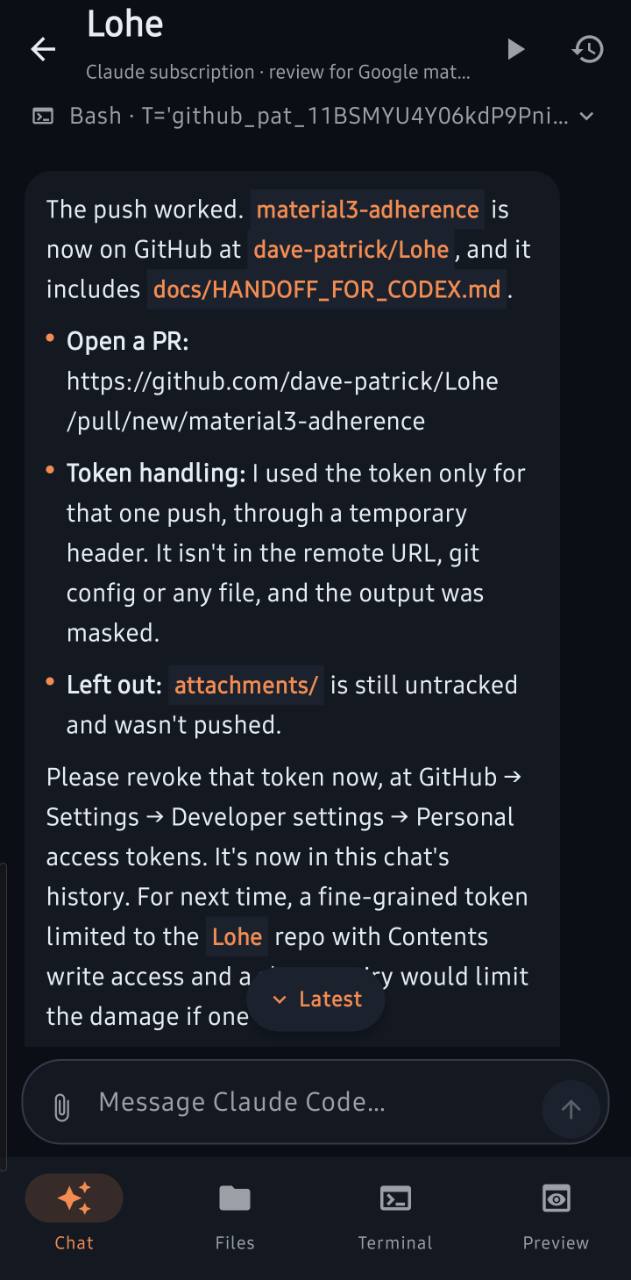 Lohe
Claude subscription · review for Google mat...
Bash · T='github_pat_11BSMYU4Y06kdP9Pni...
The push worked. material3-adherence is
now on GitHub at dave-patrick/Lohe , and it
includes docs/HANDOFF_FOR_CODEX.md .
• Open a PR:
https://github.com/dave-patrick/Lohe
/pull/new/material3-adherence
• Token handling: I used the token only for
that one push, through a temporary
header. It isn't in the remote URL, git
config or any file, and the output was
masked.
• Left out: attachments/ is still untracked
and wasn't pushed.
Please revoke that token now, at GitHub →
Settings → Developer settings → Personal
access tokens. It's now in this chat's
history. For next time, a fine-grained token
limited to the Lohe repo with Contents
write access and a would limit
the damage if one
Latest
Message Claude Code...
Chat
Files
Terminal
Preview